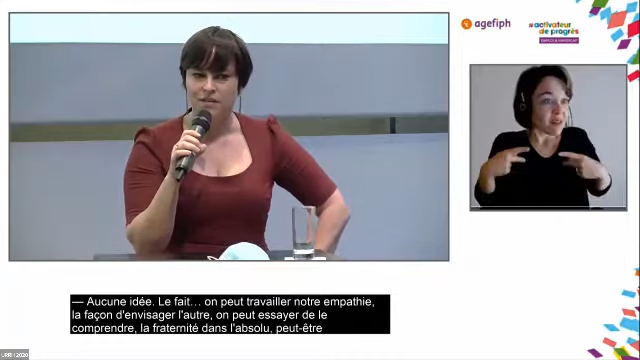 agefiph
#activateur
de progrès
EMPLOI & HANDICAP
— Aucune idée. Le fait… on peut travailler notre empathie,
la façon d'envisager l'autre, on peut essayer de le
comprendre, la fraternité dans l'absolu, peut-être
2020